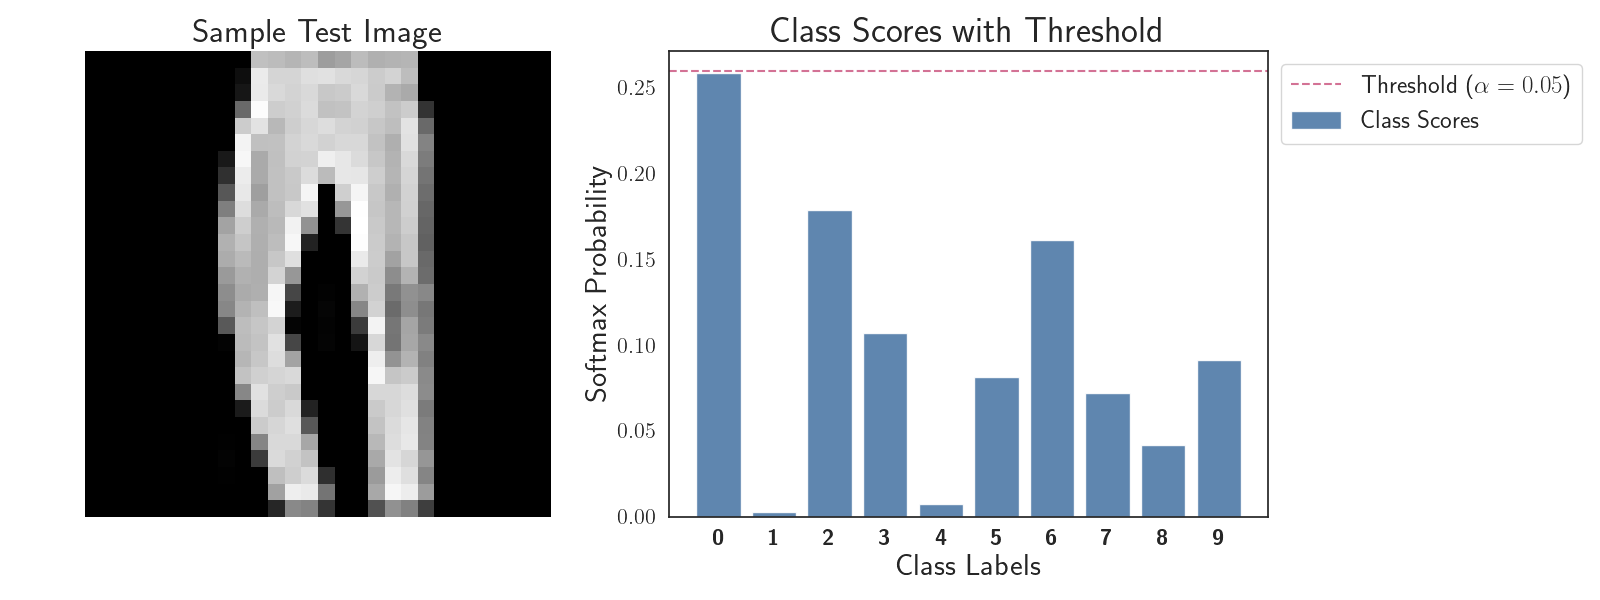 Sample Test Image
Class Scores with Threshold
Softmax Probability
0.25
0.20
0.15
0.10
0.05
0.00
0 1 2 3 4 5 6 7 8 9
Class Labels
Threshold (α = 0.05)
Class Scores